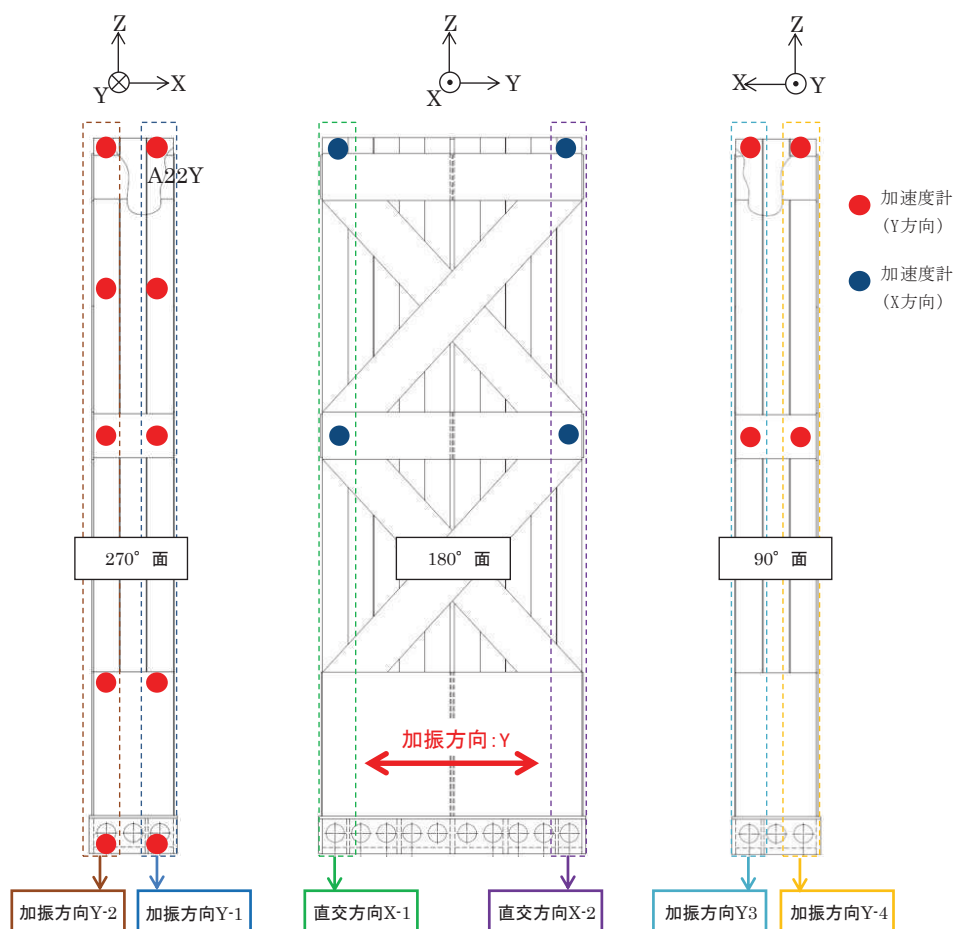 Z
Y
X
Z
X
Y
Z
X
Y
A22Y
加速度計
(Y方向)
加速度計
(X方向)
270° 面
180° 面
90° 面
加振方向:Y
加振方向Y-2
加振方向Y-1
直交方向X-1
直交方向X-2
加振方向Y3
加振方向Y-4